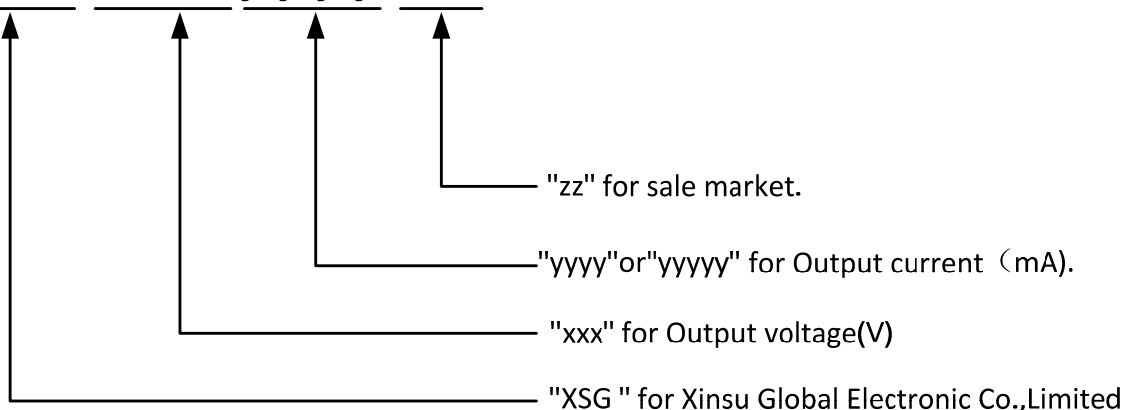 "zz" for sale market.
"yyyy"or"yyyyy" for Output current（mA).
"xxx" for Output voltage(V)
"XSG " for Xinsu Global Electronic Co.,Limited